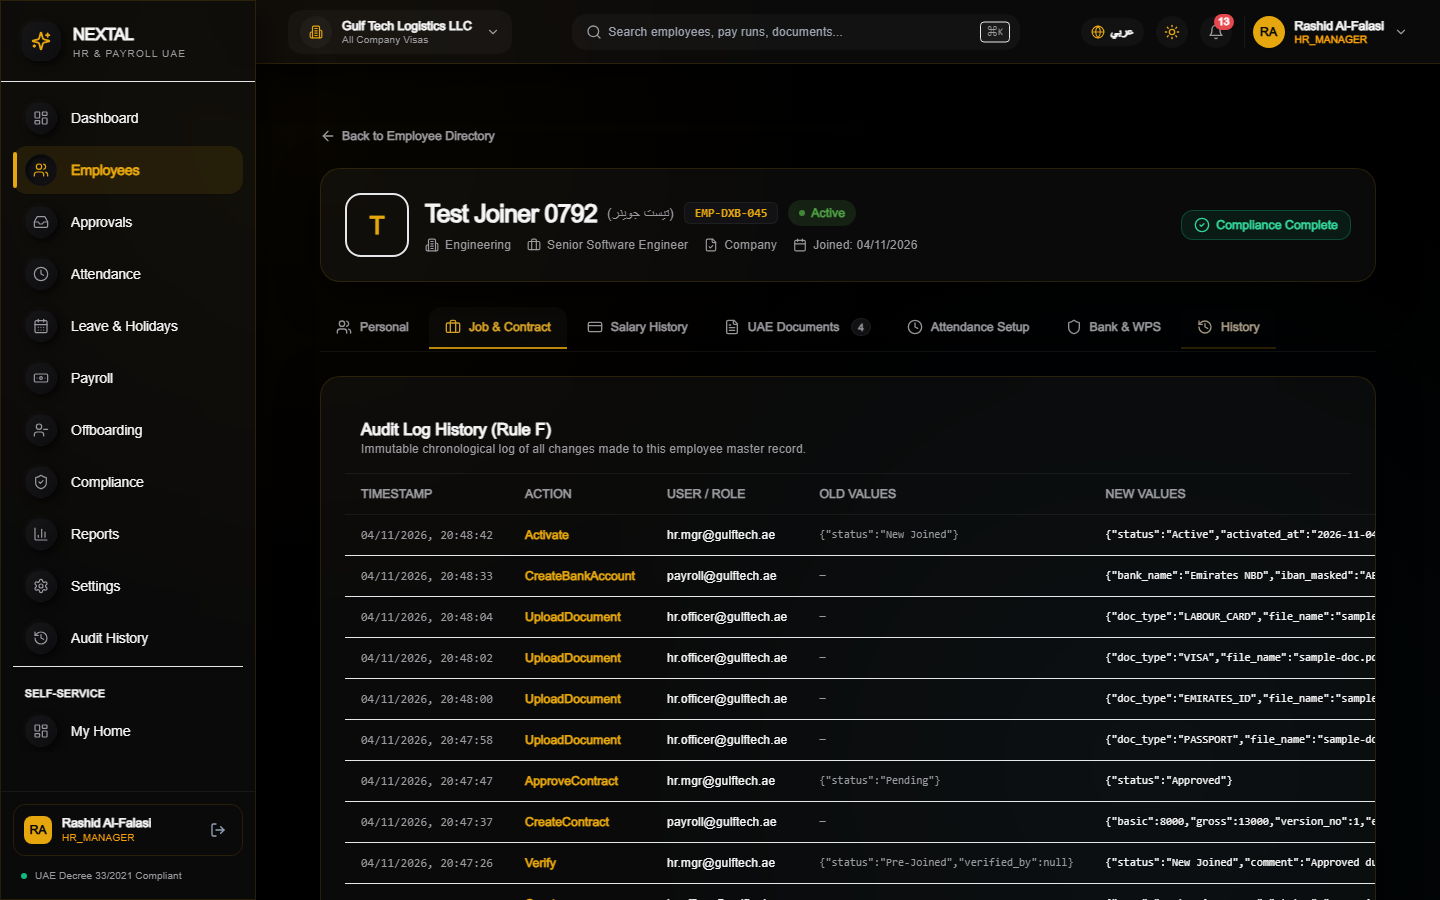 NEXTAL
HR & PAYROLL UAE
Gulf Tech Logistics LLC
All Company Visas
Search employees, pay runs, documents...
⌘K
عربي
13
RA
Rashid Al-Falasi
HR_MANAGER
Dashboard
Employees
Approvals
Attendance
Leave & Holidays
Payroll
Offboarding
Compliance
Reports
Settings
Audit History
SELF-SERVICE
My Home
RA
Rashid Al-Falasi
HR_MANAGER
UAE Decree 33/2021 Compliant
Back to Employee Directory
T
Test Joiner 0792 (تيست جوينر) EMP-DXB-045 Active
Engineering Senior Software Engineer Company Joined: 04/11/2026
Compliance Complete
Personal Job & Contract Salary History UAE Documents 4 Attendance Setup Bank & WPS History
Audit Log History (Rule F)
Immutable chronological log of all changes made to this employee master record.
TIMESTAMP ACTION USER / ROLE OLD VALUES NEW VALUES
04/11/2026, 20:48:42 Activate hr.mgr@gulftech.ae {"status":"New Joined"} {"status":"Active","activated_at":"2026-11-04
04/11/2026, 20:48:33 CreateBankAccount payroll@gulftech.ae — {"bank_name":"Emirates NBD","iban_masked":"AE
04/11/2026, 20:48:04 UploadDocument hr.officer@gulftech.ae — {"doc_type":"LABOUR_CARD","file_name":"sample
04/11/2026, 20:48:02 UploadDocument hr.officer@gulftech.ae — {"doc_type":"VISA","file_name":"sample-doc.pd
04/11/2026, 20:48:00 UploadDocument hr.officer@gulftech.ae — {"doc_type":"EMIRATES_ID","file_name":"sample
04/11/2026, 20:47:58 UploadDocument hr.officer@gulftech.ae — {"doc_type":"PASSPORT","file_name":"sample-do
04/11/2026, 20:47:47 ApproveContract hr.mgr@gulftech.ae {"status":"Pending"} {"status":"Approved"}
04/11/2026, 20:47:37 CreateContract payroll@gulftech.ae — {"basic":8000,"gross":13000,"version_no":1,"e
04/11/2026, 20:47:26 Verify hr.mgr@gulftech.ae {"status":"Pre-Joined","verified_by":null} {"status":"New Joined","comment":"Approved du